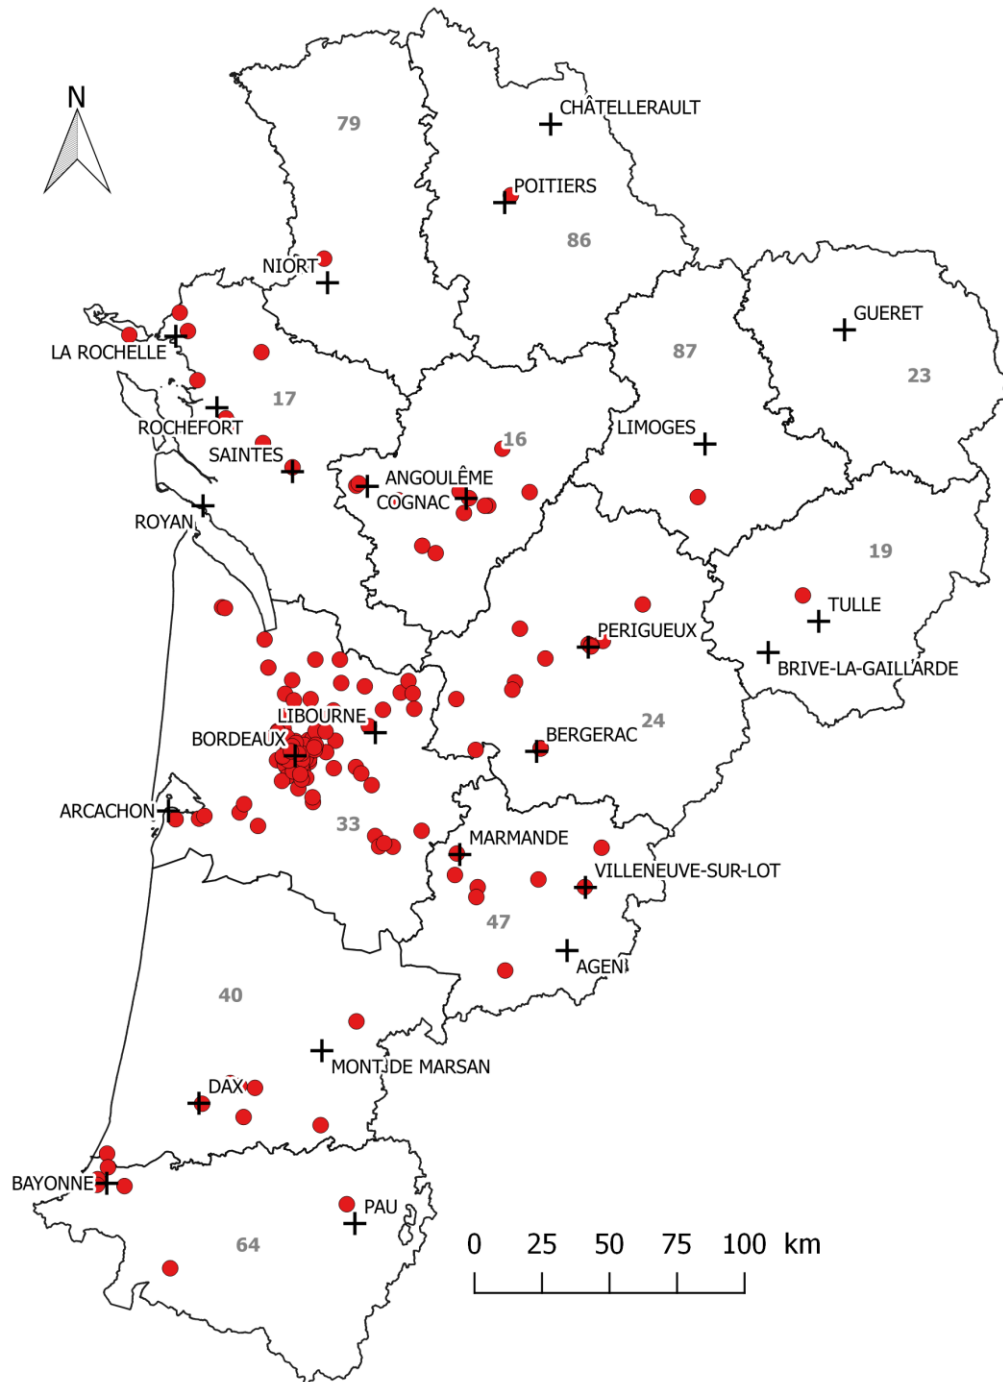 N
CHÂTELLERAULT
79
POITIERS
86
NIORT
GUERET
LA ROCHELLE
87
23
17
ROCHEFORT
16
LIMOGES
SAINTES
ANGOULÊME
COGNAC
ROYAN
19
TULLE
PERIGUEUX
BRIVE-LA-GAILLARDE
LIBOURNE
24
BORDEAUX
BERGERAC
ARCACHON
33
MARMANDE
VILLENEUVE-SUR-LOT
47
AGEN
40
MONT DE MARSAN
DAX
BAYONNE
PAU
64
0 25 50 75 100 km